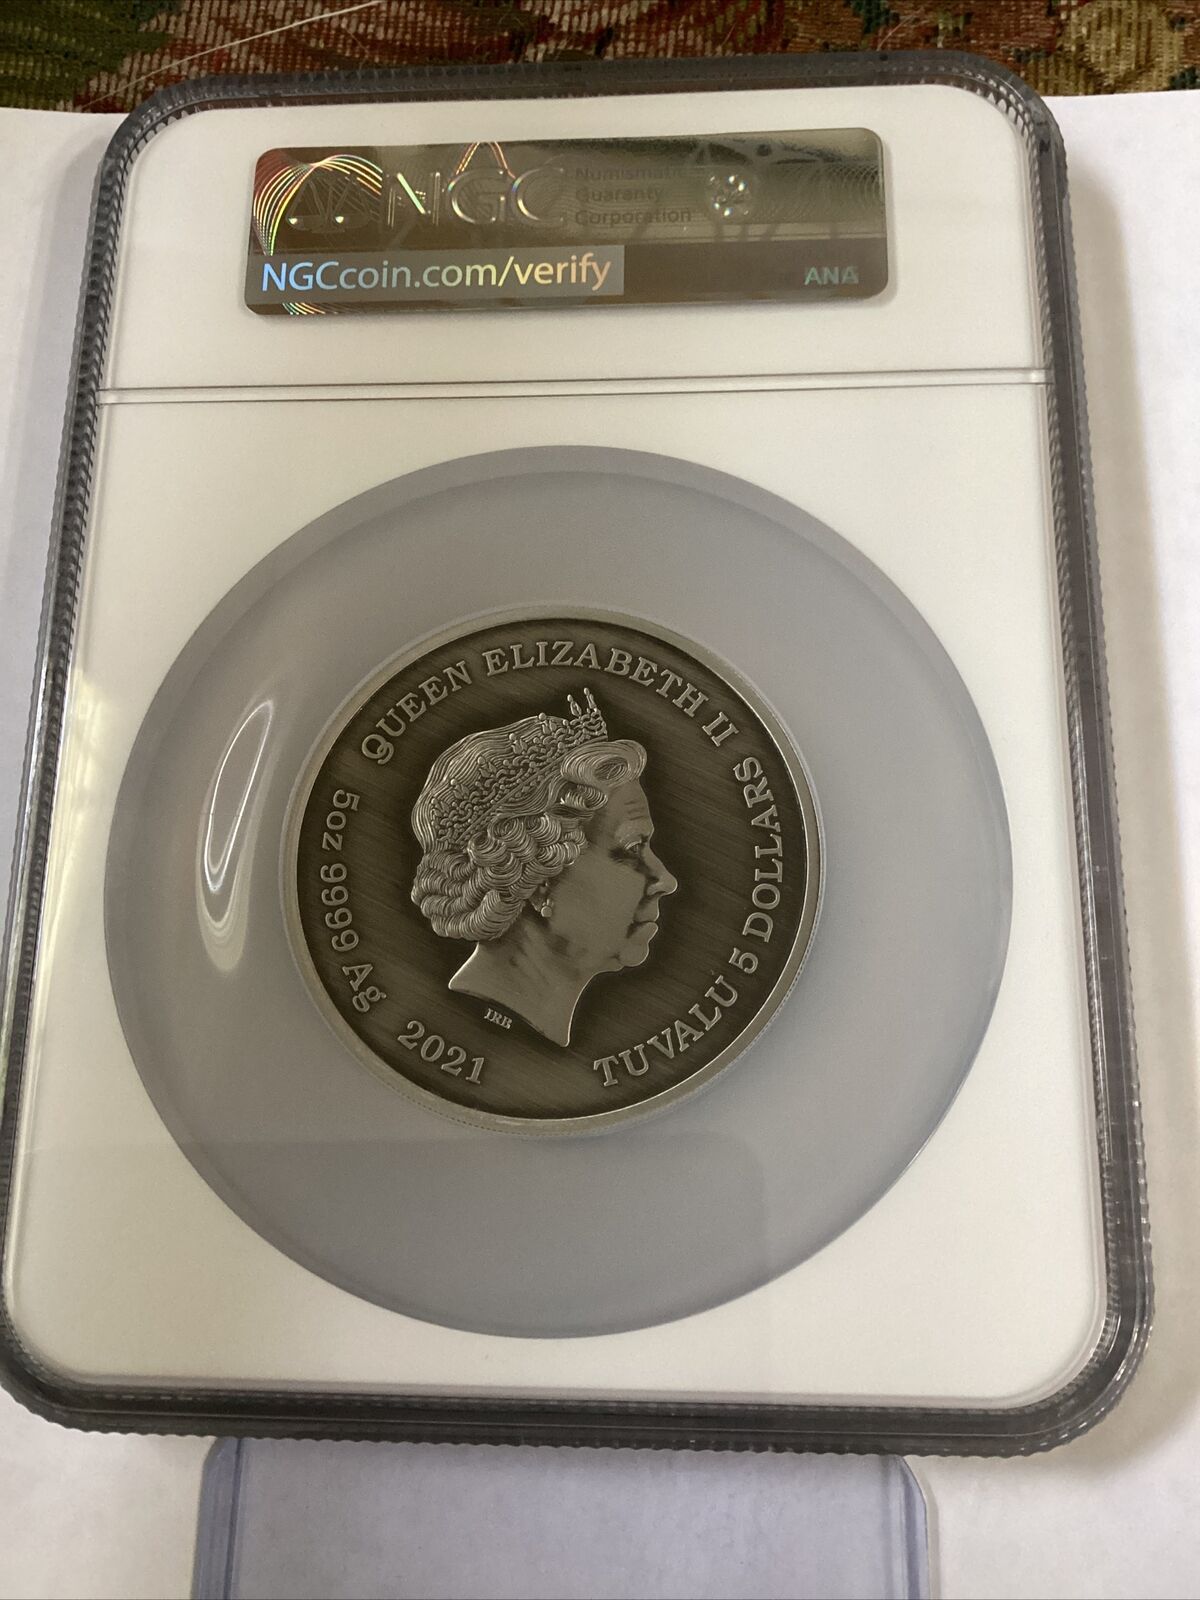 NGC
Numismatic
Guaranty
Corporation
NGCcoin.com/verify
ANA
QUEEN ELIZABETH II
TUVALU 5 DOLLARS
5oz 9999 Ag
2021
IRB